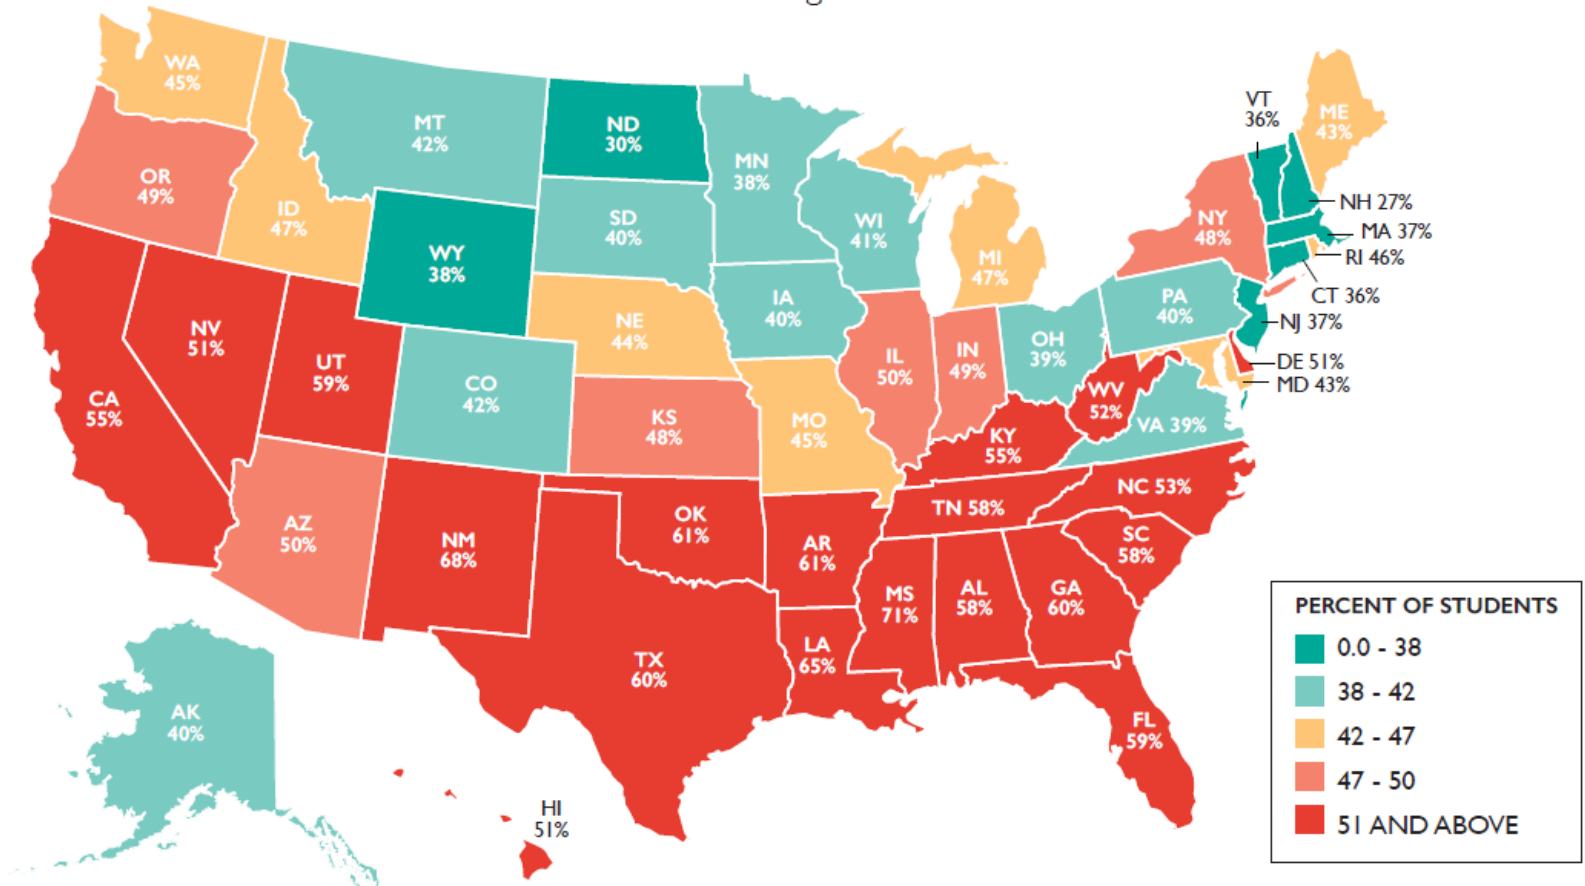 WA
45%
MT
42%
ND
30%
MN
38%
VT
36%
ME
43%
OR
49%
ID
47%
WY
38%
SD
40%
WI
41%
MI
47%
NY
48%
NH 27%
MA 37%
RI 46%
CT 36%
NJ 37%
DE 51%
MD 43%
NV
51%
UT
59%
CO
42%
NE
44%
IA
40%
IL
50%
IN
49%
OH
39%
PA
40%
CA
55%
KS
48%
MO
45%
KY
55%
WV
52%
VA 39%
AZ
50%
NM
68%
OK
61%
AR
61%
TN 58%
NC 53%
SC
58%
TX
60%
LA
65%
MS
71%
AL
58%
GA
60%
FL
59%
AK
40%
HI
51%
PERCENT OF STUDENTS
0.0 - 38
38 - 42
42 - 47
47 - 50
51 AND ABOVE